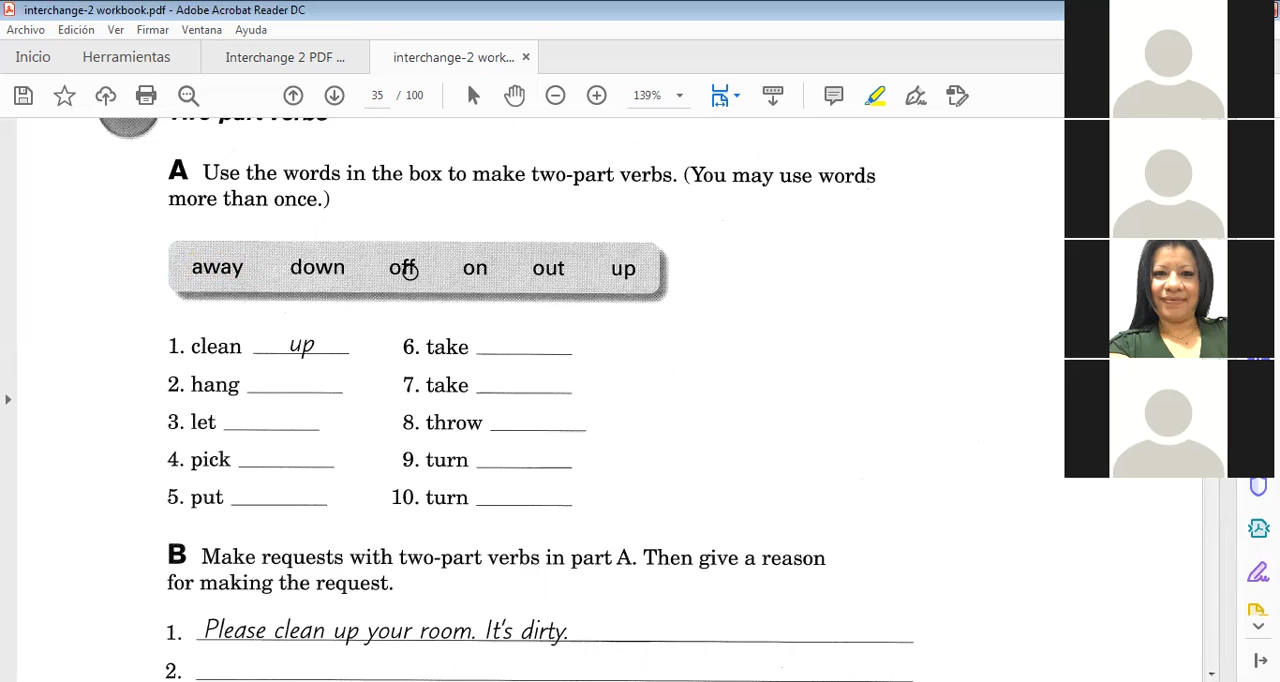 interchange-2 workbook.pdf - Adobe Acrobat Reader DC
Archivo Edición Ver Firmar Ventana Ayuda
Inicio Herramientas Interchange 2 PDF ... interchange-2 work... ×
35 / 100 139%
Two-part verbs
A Use the words in the box to make two-part verbs. (You may use words
more than once.)
away down off on out up
1. clean up
2. hang
3. let
4. pick
5. put
6. take
7. take
8. throw
9. turn
10. turn
B Make requests with two-part verbs in part A. Then give a reason
for making the request.
1. Please clean up your room. It's dirty.
2.